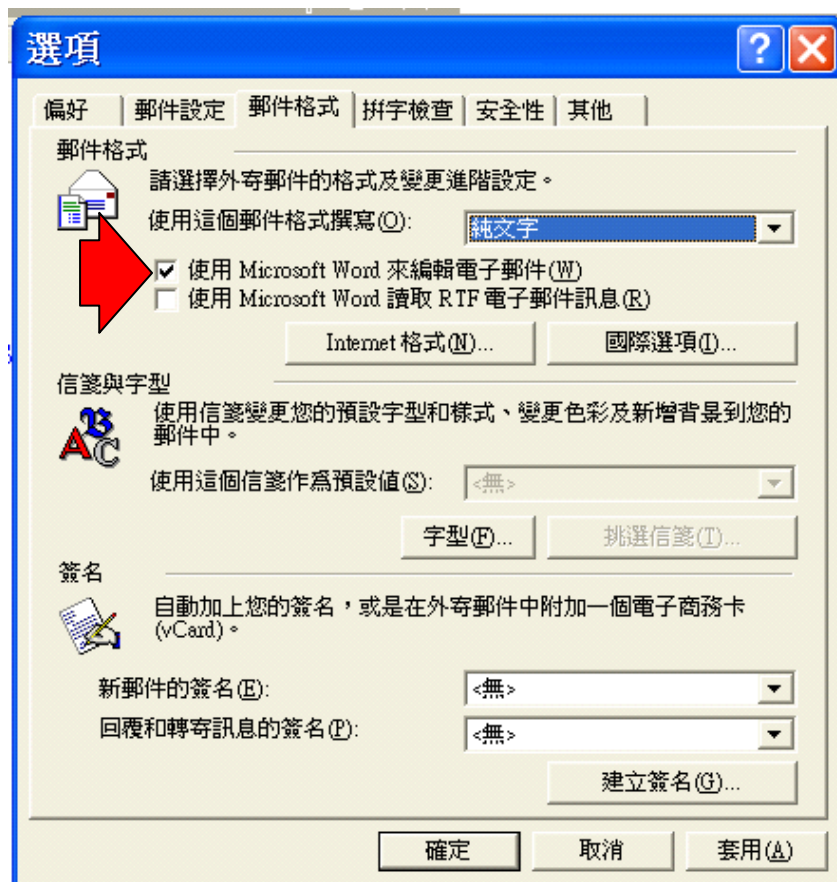 選項
偏好 郵件設定 郵件格式 拼字檢查 安全性 其他
郵件格式
請選擇外寄郵件的格式及變更進階設定。
使用這個郵件格式撰寫(O): 純文字
使用 Microsoft Word 來編輯電子郵件(W)
使用 Microsoft Word 讀取 RTF 電子郵件訊息(R)
Internet 格式(N)... 國際選項(I)...
信箋與字型
使用信箋變更您的預設字型和樣式、變更色彩及新增背景到您的
郵件中。
使用這個信箋作爲預設值(S): <無>
字型(F)... 挑選信箋(T)...
簽名
自動加上您的簽名，或是在外寄郵件中附加一個電子商務卡
(vCard)。
新郵件的簽名(E): <無>
回覆和轉寄訊息的簽名(P): <無>
建立簽名(G)...
確定 取消 套用(A)